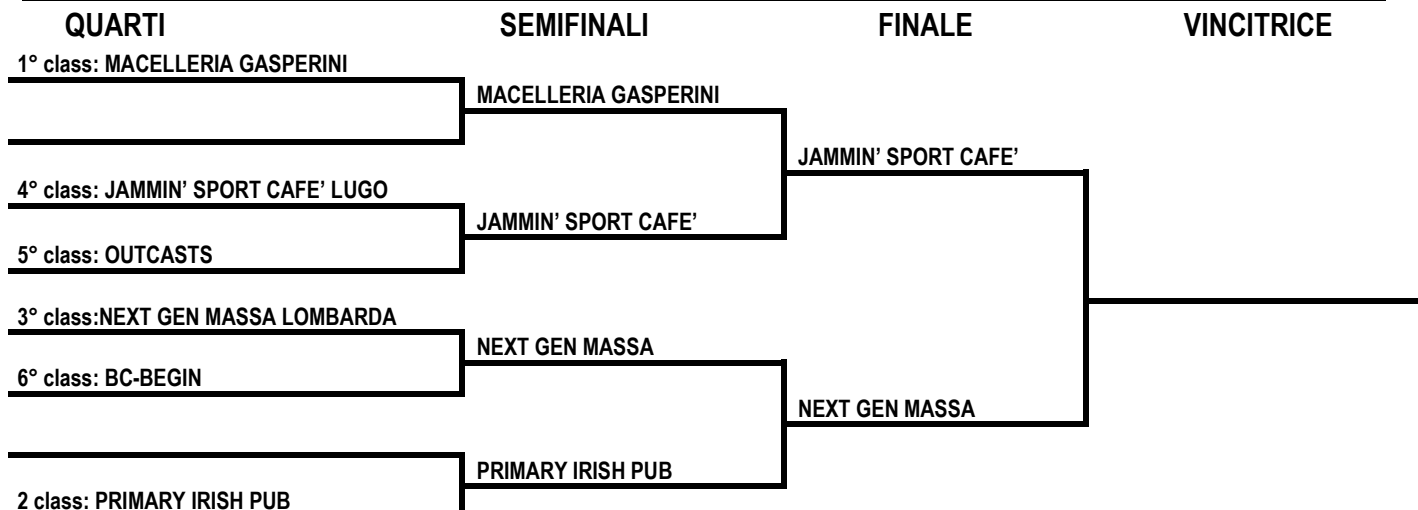 QUARTI SEMIFINALI FINALE VINCITRICE
1° class: MACELLERIA GASPERINI
MACELLERIA GASPERINI
JAMMIN’ SPORT CAFE’
4° class: JAMMIN’ SPORT CAFE’ LUGO
JAMMIN’ SPORT CAFE’
5° class: OUTCASTS
3° class:NEXT GEN MASSA LOMBARDA
NEXT GEN MASSA
6° class: BC-BEGIN
NEXT GEN MASSA
PRIMARY IRISH PUB
2 class: PRIMARY IRISH PUB